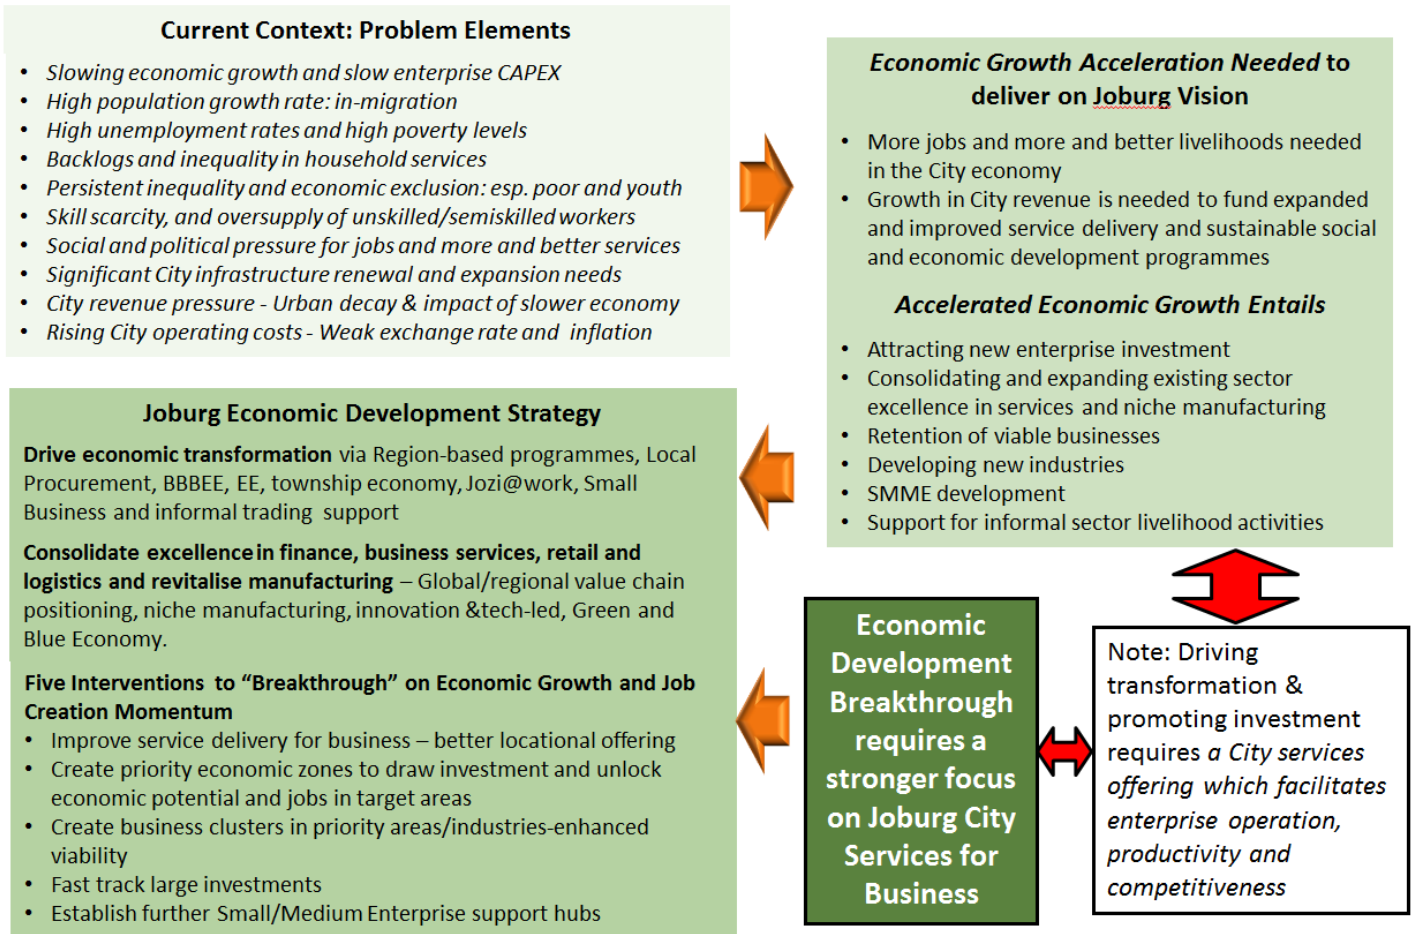 Current Context: Problem Elements
• Slowing economic growth and slow enterprise CAPEX
• High population growth rate: in-migration
• High unemployment rates and high poverty levels
• Backlogs and inequality in household services
• Persistent inequality and economic exclusion: esp. poor and youth
• Skill scarcity, and oversupply of unskilled/semiskilled workers
• Social and political pressure for jobs and more and better services
• Significant City infrastructure renewal and expansion needs
• City revenue pressure - Urban decay & impact of slower economy
• Rising City operating costs - Weak exchange rate and inflation
Economic Growth Acceleration Needed to
deliver on Joburg Vision
• More jobs and more and better livelihoods needed
in the City economy
• Growth in City revenue is needed to fund expanded
and improved service delivery and sustainable social
and economic development programmes
Accelerated Economic Growth Entails
• Attracting new enterprise investment
• Consolidating and expanding existing sector
excellence in services and niche manufacturing
• Retention of viable businesses
• Developing new industries
• SMME development
• Support for informal sector livelihood activities
Joburg Economic Development Strategy
Drive economic transformation via Region-based programmes, Local
Procurement, BBBEE, EE, township economy, Jozi@work, Small
Business and informal trading support
Consolidate excellence in finance, business services, retail and
logistics and revitalise manufacturing – Global/regional value chain
positioning, niche manufacturing, innovation &tech-led, Green and
Blue Economy.
Five Interventions to “Breakthrough” on Economic Growth and Job
Creation Momentum
• Improve service delivery for business – better locational offering
• Create priority economic zones to draw investment and unlock
economic potential and jobs in target areas
• Create business clusters in priority areas/industries-enhanced
viability
• Fast track large investments
• Establish further Small/Medium Enterprise support hubs
Economic
Development
Breakthrough
requires a
stronger focus
on Joburg City
Services for
Business
Note: Driving
transformation &
promoting investment
requires a City services
offering which facilitates
enterprise operation,
productivity and
competitiveness